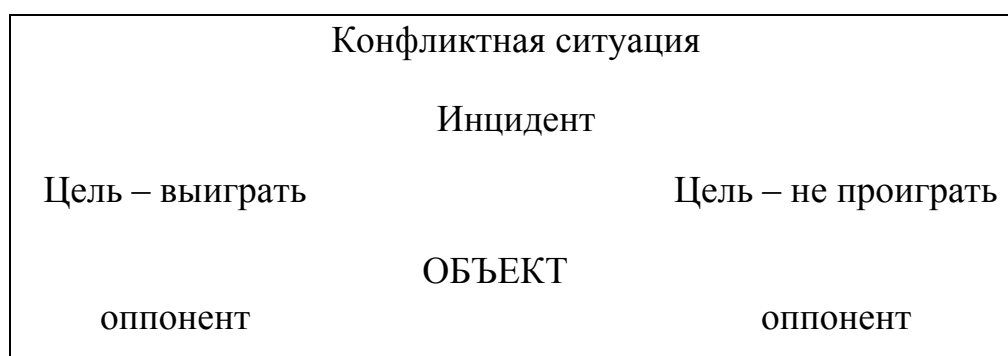 Конфликтная ситуация
Инцидент
Цель – выиграть Цель – не проиграть
ОБЪЕКТ
оппонент оппонент